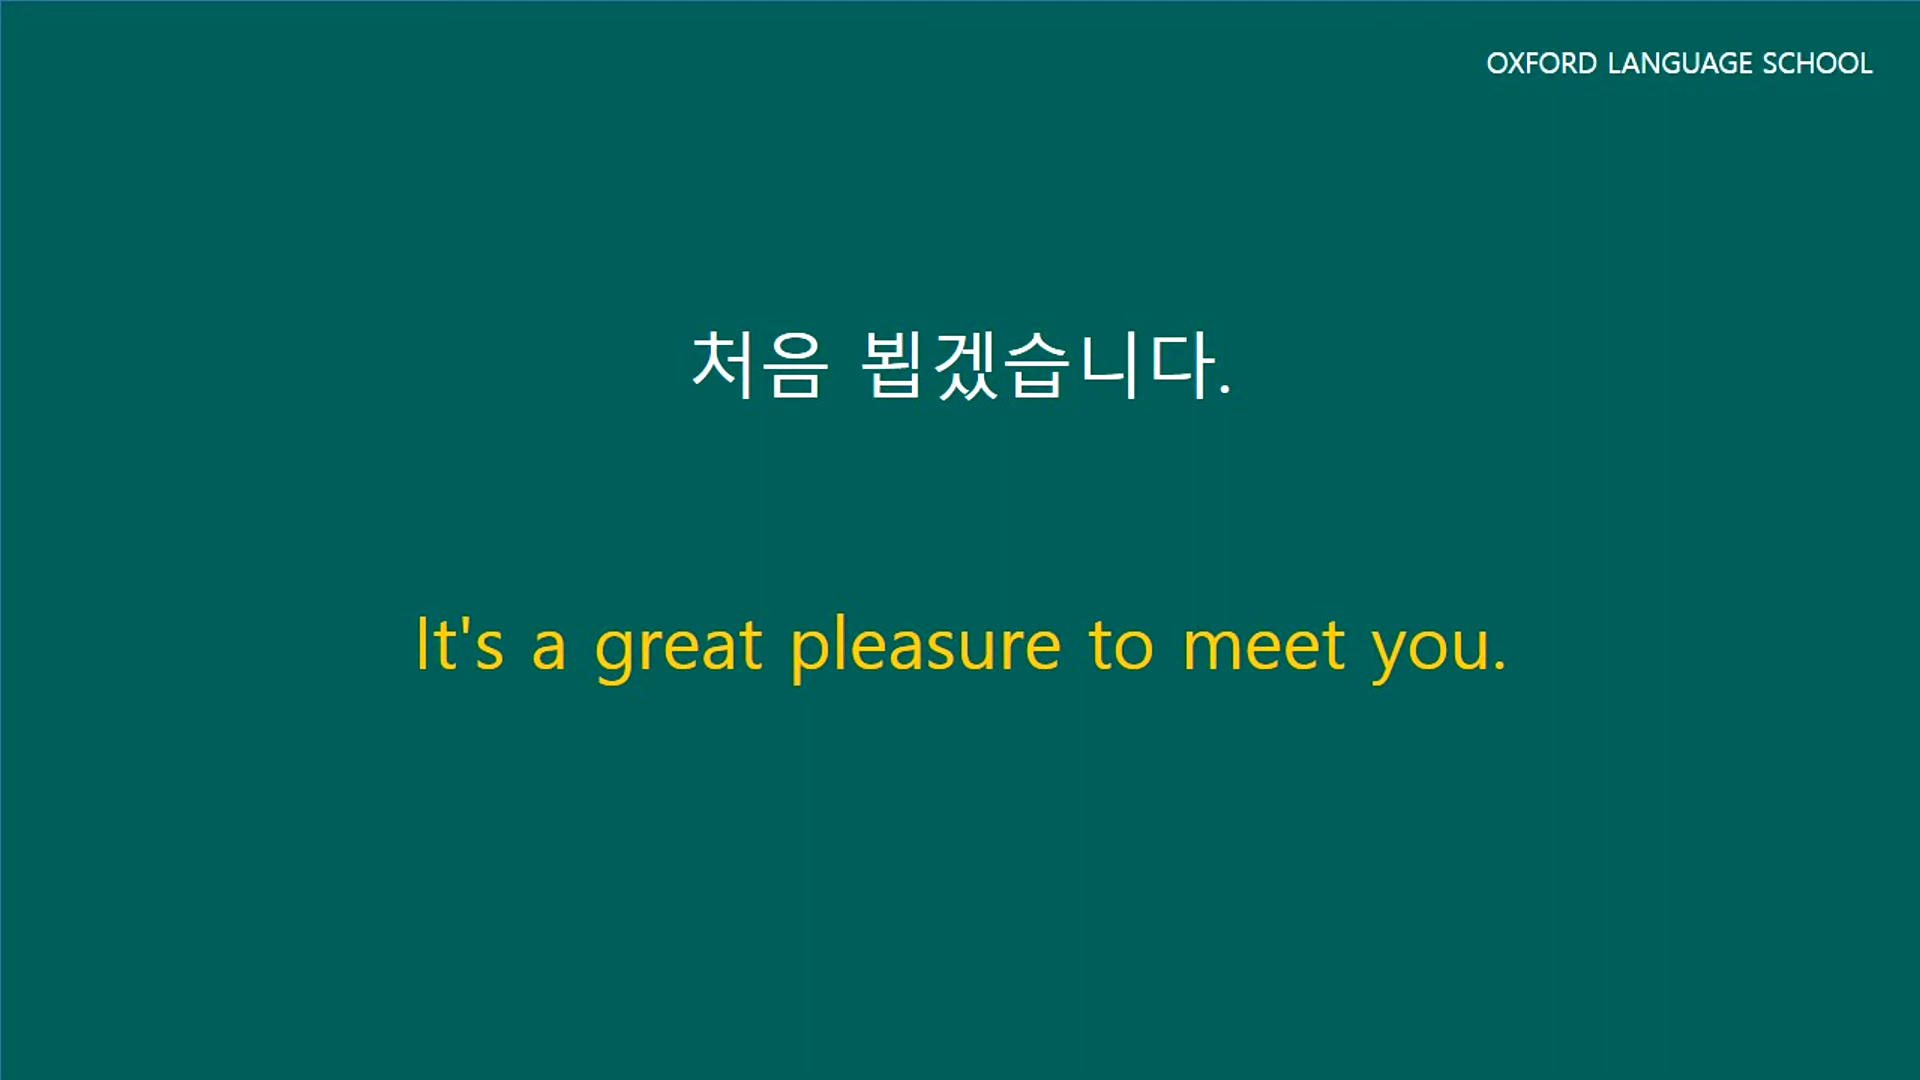 OXFORD LANGUAGE SCHOOL
처음 뵙겠습니다.
It's a great pleasure to meet you.